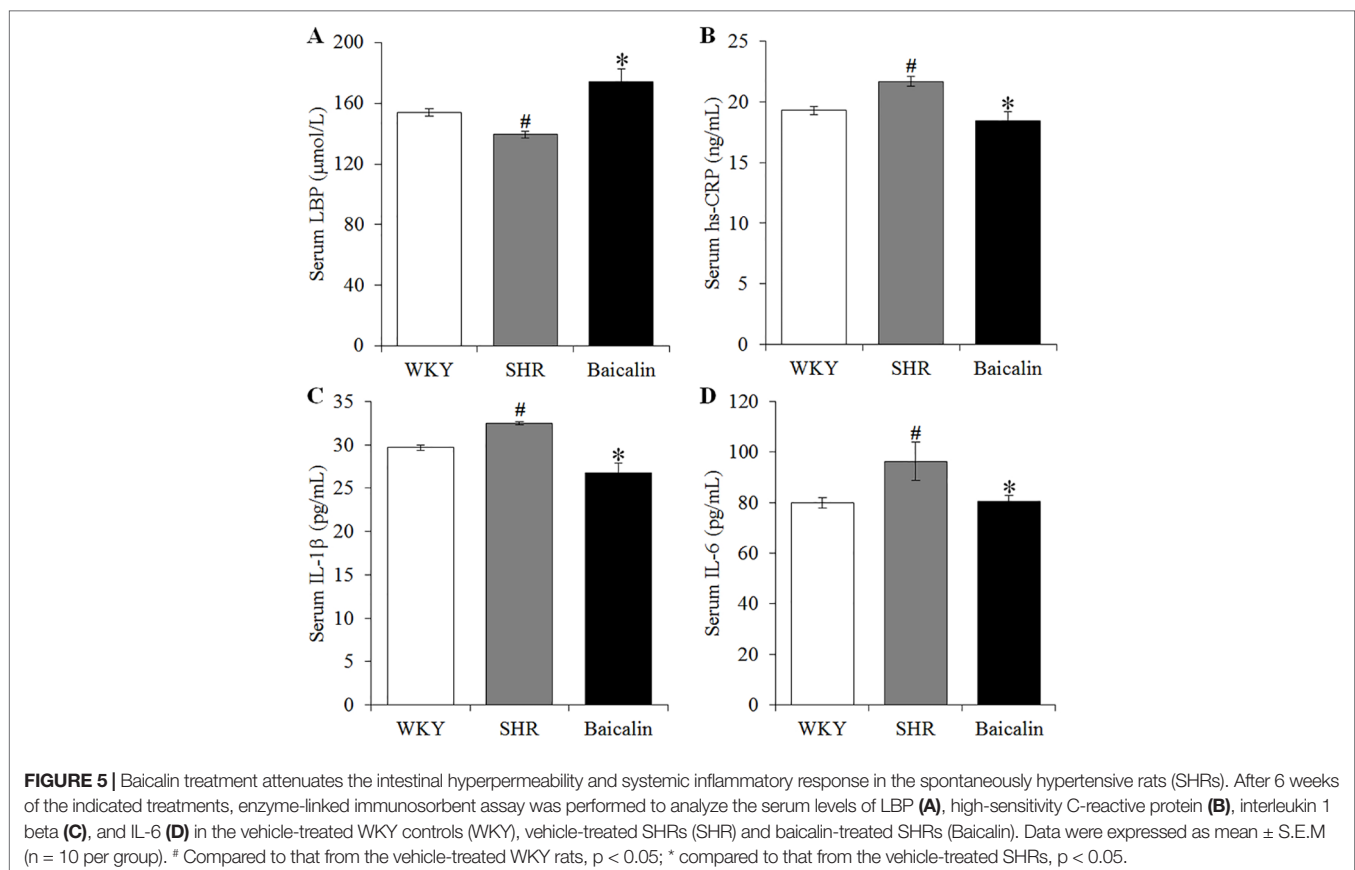 A
200
160
120
80
40
0
Serum LBP (μmol/L)
#
*
WKY SHR Baicalin
B
25
20
15
10
5
0
Serum hs-CRP (ng/mL)
#
*
WKY SHR Baicalin
C
35
30
25
20
15
10
5
0
Serum IL-1β (pg/mL)
#
*
WKY SHR Baicalin
D
120
100
80
60
40
20
0
Serum IL-6 (pg/mL)
#
*
WKY SHR Baicalin
FIGURE 5 | Baicalin treatment attenuates the intestinal hyperpermeability and systemic inflammatory response in the spontaneously hypertensive rats (SHRs). After 6 weeks
of the indicated treatments, enzyme-linked immunosorbent assay was performed to analyze the serum levels of LBP (A), high-sensitivity C-reactive protein (B), interleukin 1
beta (C), and IL-6 (D) in the vehicle-treated WKY controls (WKY), vehicle-treated SHRs (SHR) and baicalin-treated SHRs (Baicalin). Data were expressed as mean ± S.E.M
(n = 10 per group). # Compared to that from the vehicle-treated WKY rats, p < 0.05; * compared to that from the vehicle-treated SHRs, p < 0.05.